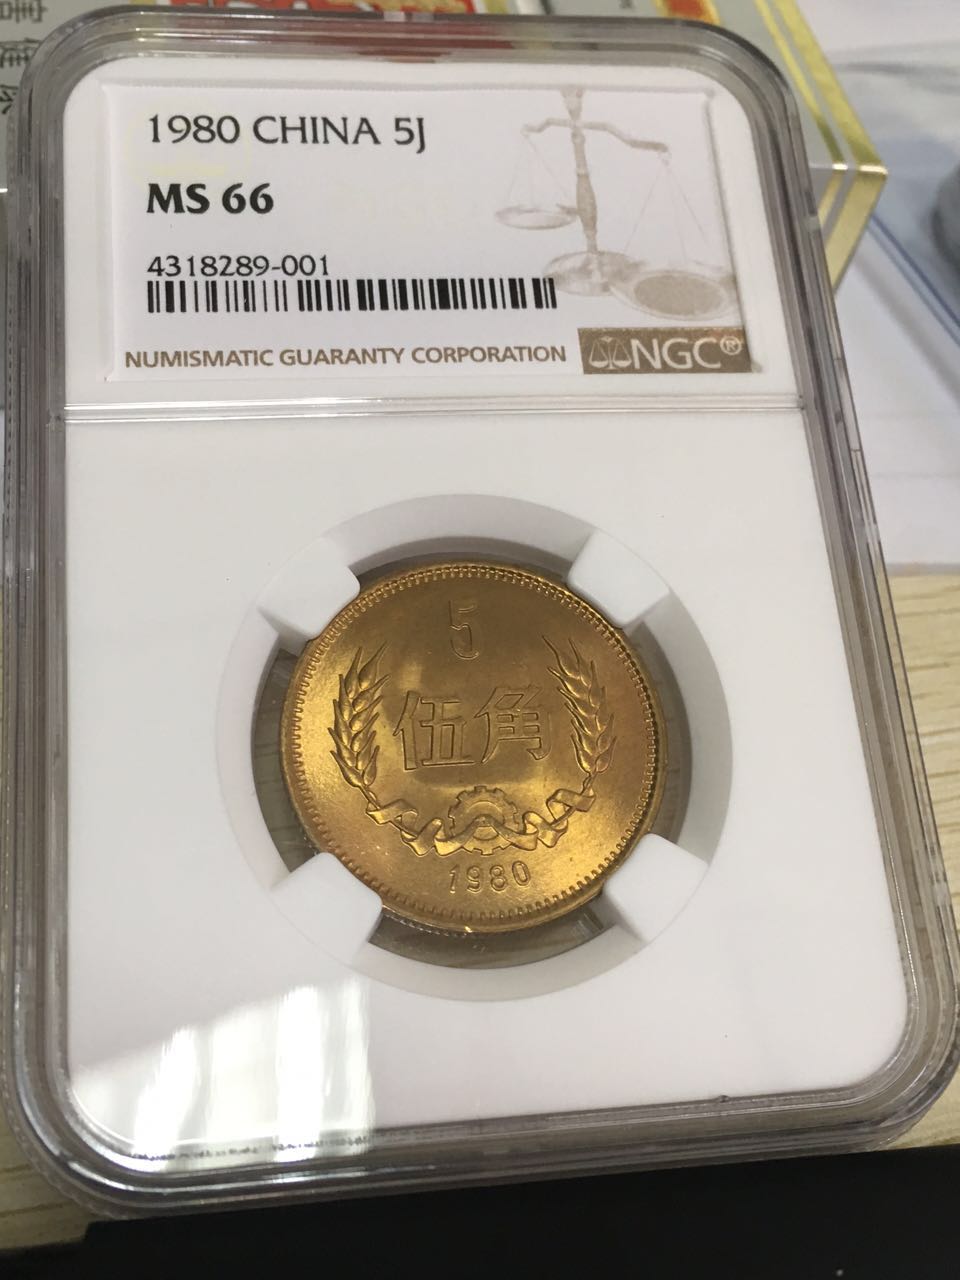 1980 CHINA 5J
MS 66
4318289-001
NUMISMATIC GUARANTY CORPORATION NGC®
5
伍角
1980